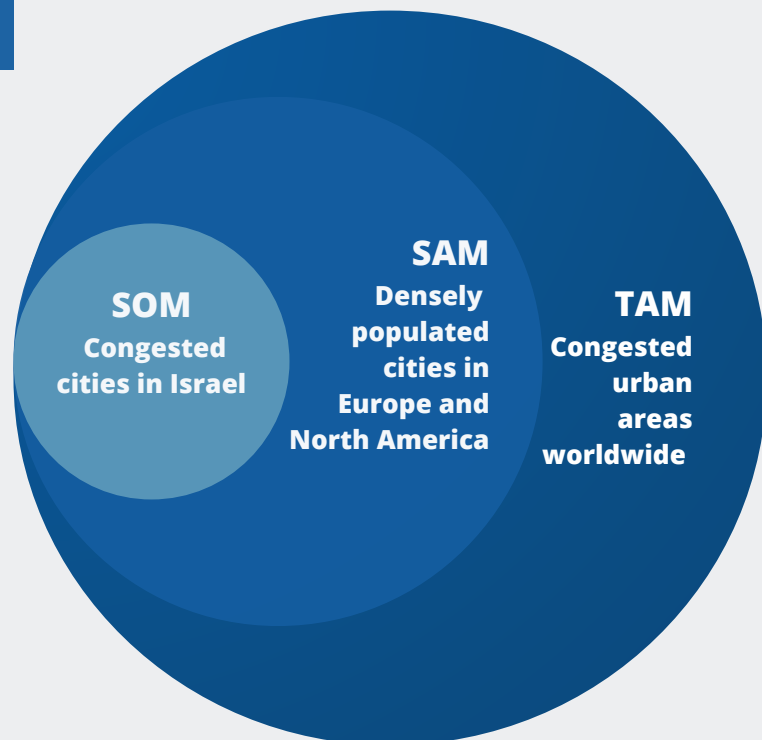 SOM
Congested
cities in Israel
SAM
Densely
populated
cities in
Europe and
North America
TAM
Congested
urban
areas
worldwide